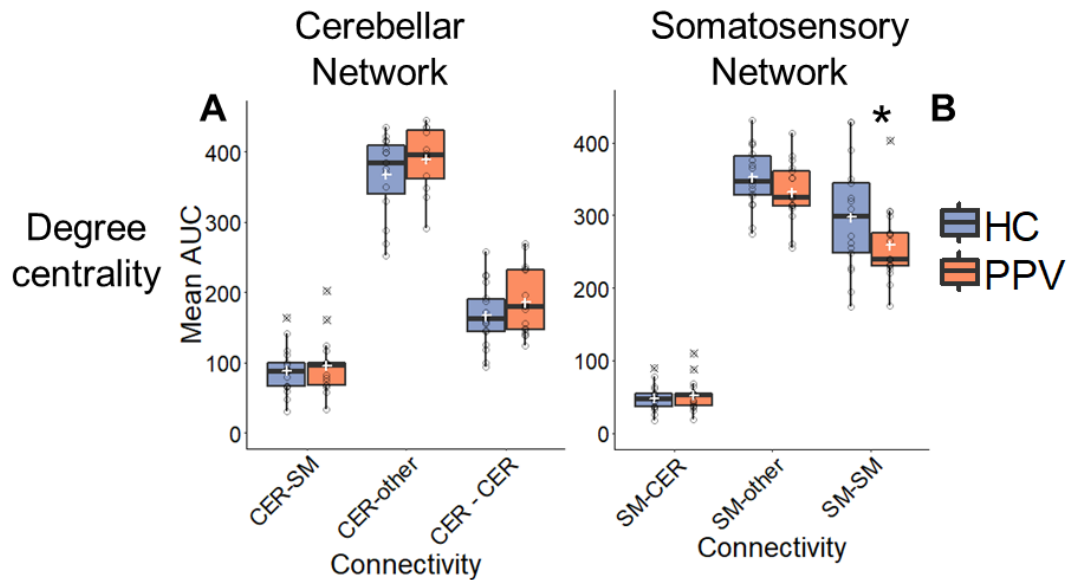 Cerebellar
Network
Somatosensory
Network
A
B
*
Degree
centrality
Mean AUC
400
300
200
100
0
CER-SM
CER-other
CER - CER
Connectivity
400
300
200
100
0
SM-CER
SM-other
SM-SM
Connectivity
HC
PPV